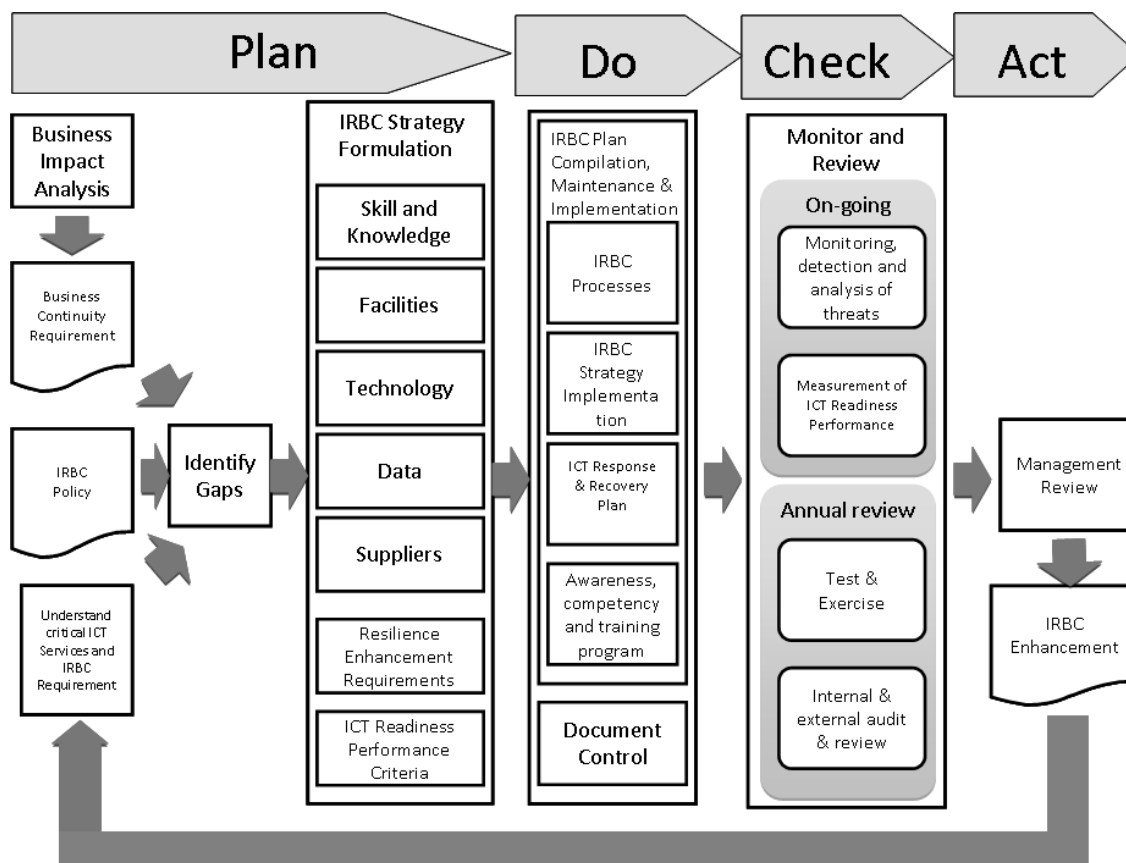 Plan
Do
Check
Act
Business
Impact
Analysis
Business
Continuity
Requirement
IRBC
Policy
Understand
critical ICT
Services and
IRBC
Requirement
Identify
Gaps
IRBC Strategy
Formulation
Skill and
Knowledge
Facilities
Technology
Data
Suppliers
Resilience
Enhancement
Requirements
ICT Readiness
Performance
Criteria
IRBC Plan
Compilation,
Maintenance &
Implementation
IRBC
Processes
IRBC
Strategy
Implementa
tion
ICT Response
& Recovery
Plan
Awareness,
competency
and training
program
Document
Control
Monitor and
Review
On-going
Monitoring,
detection and
analysis of
threats
Measurement of
ICT Readiness
Performance
Annual review
Test &
Exercise
Internal &
external audit
& review
Management
Review
IRBC
Enhancement